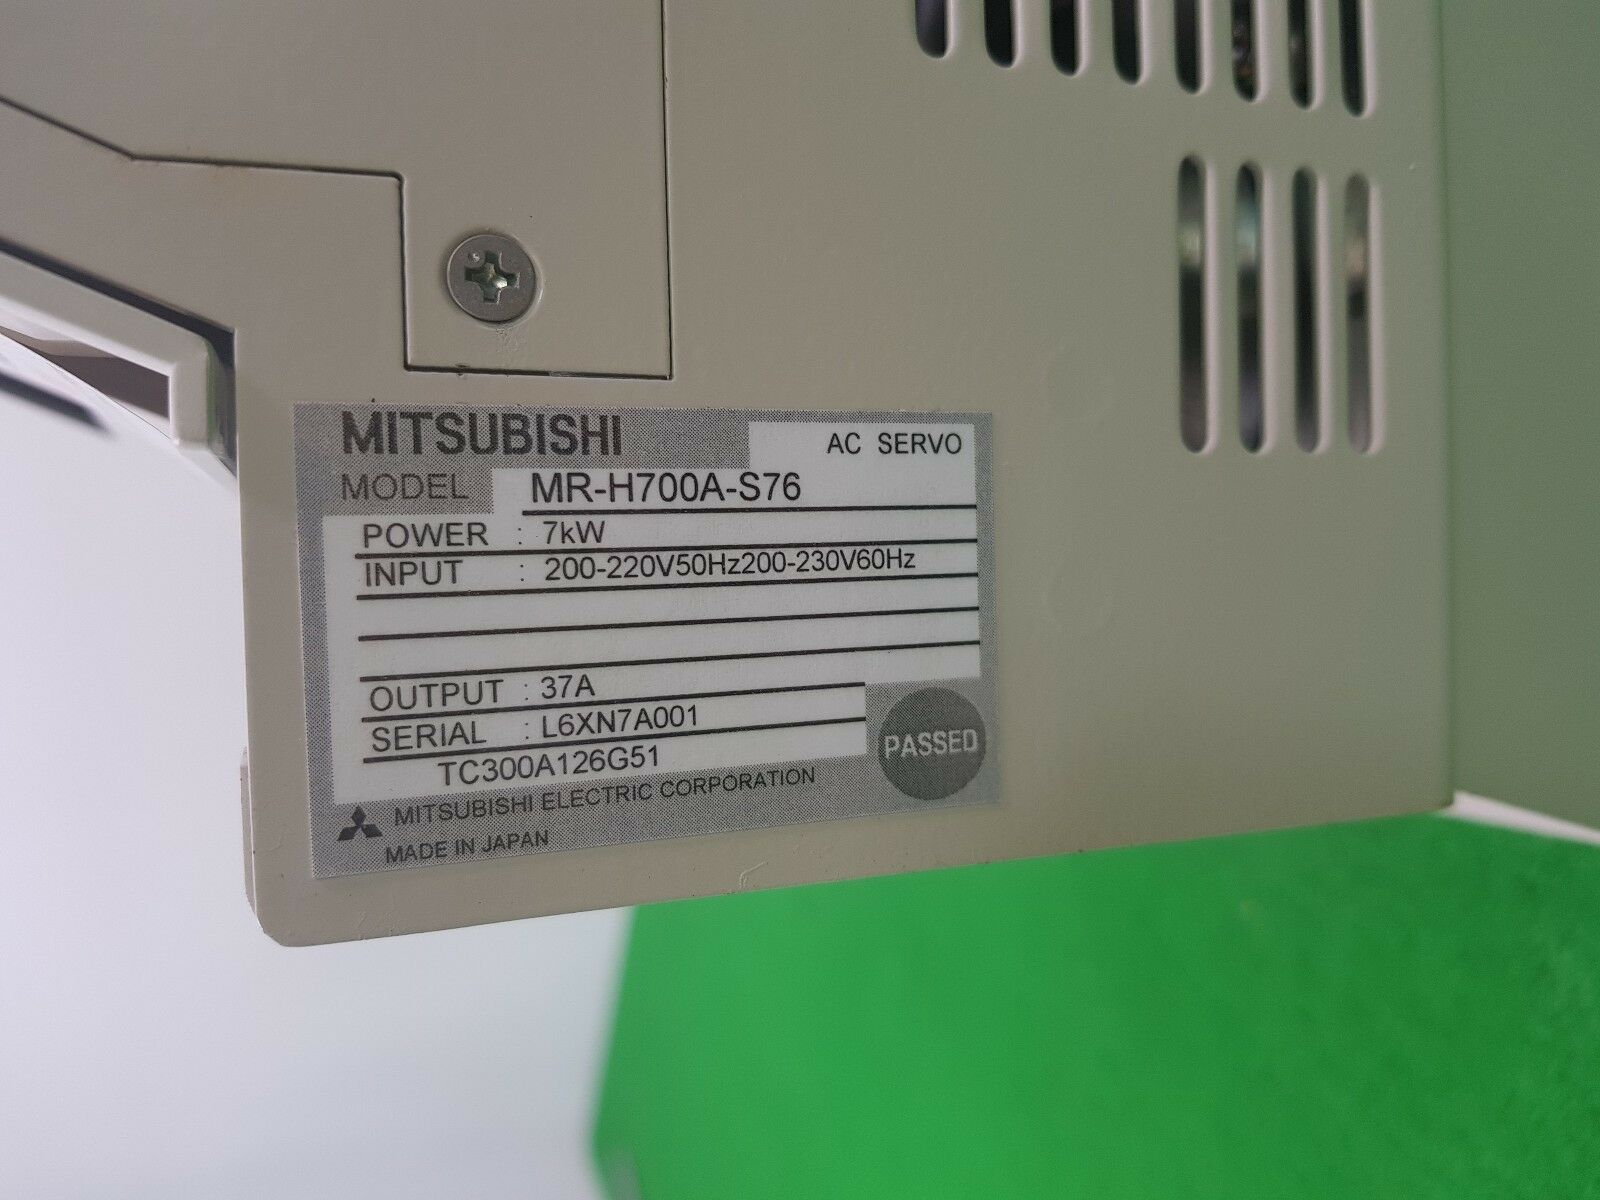 MITSUBISHI
AC SERVO
MODEL MR-H700A-S76
POWER : 7kW
INPUT : 200-220V50Hz200-230V60Hz
OUTPUT : 37A
SERIAL : L6XN7A001
TC300A126G51
PASSED
MITSUBISHI ELECTRIC CORPORATION
MADE IN JAPAN